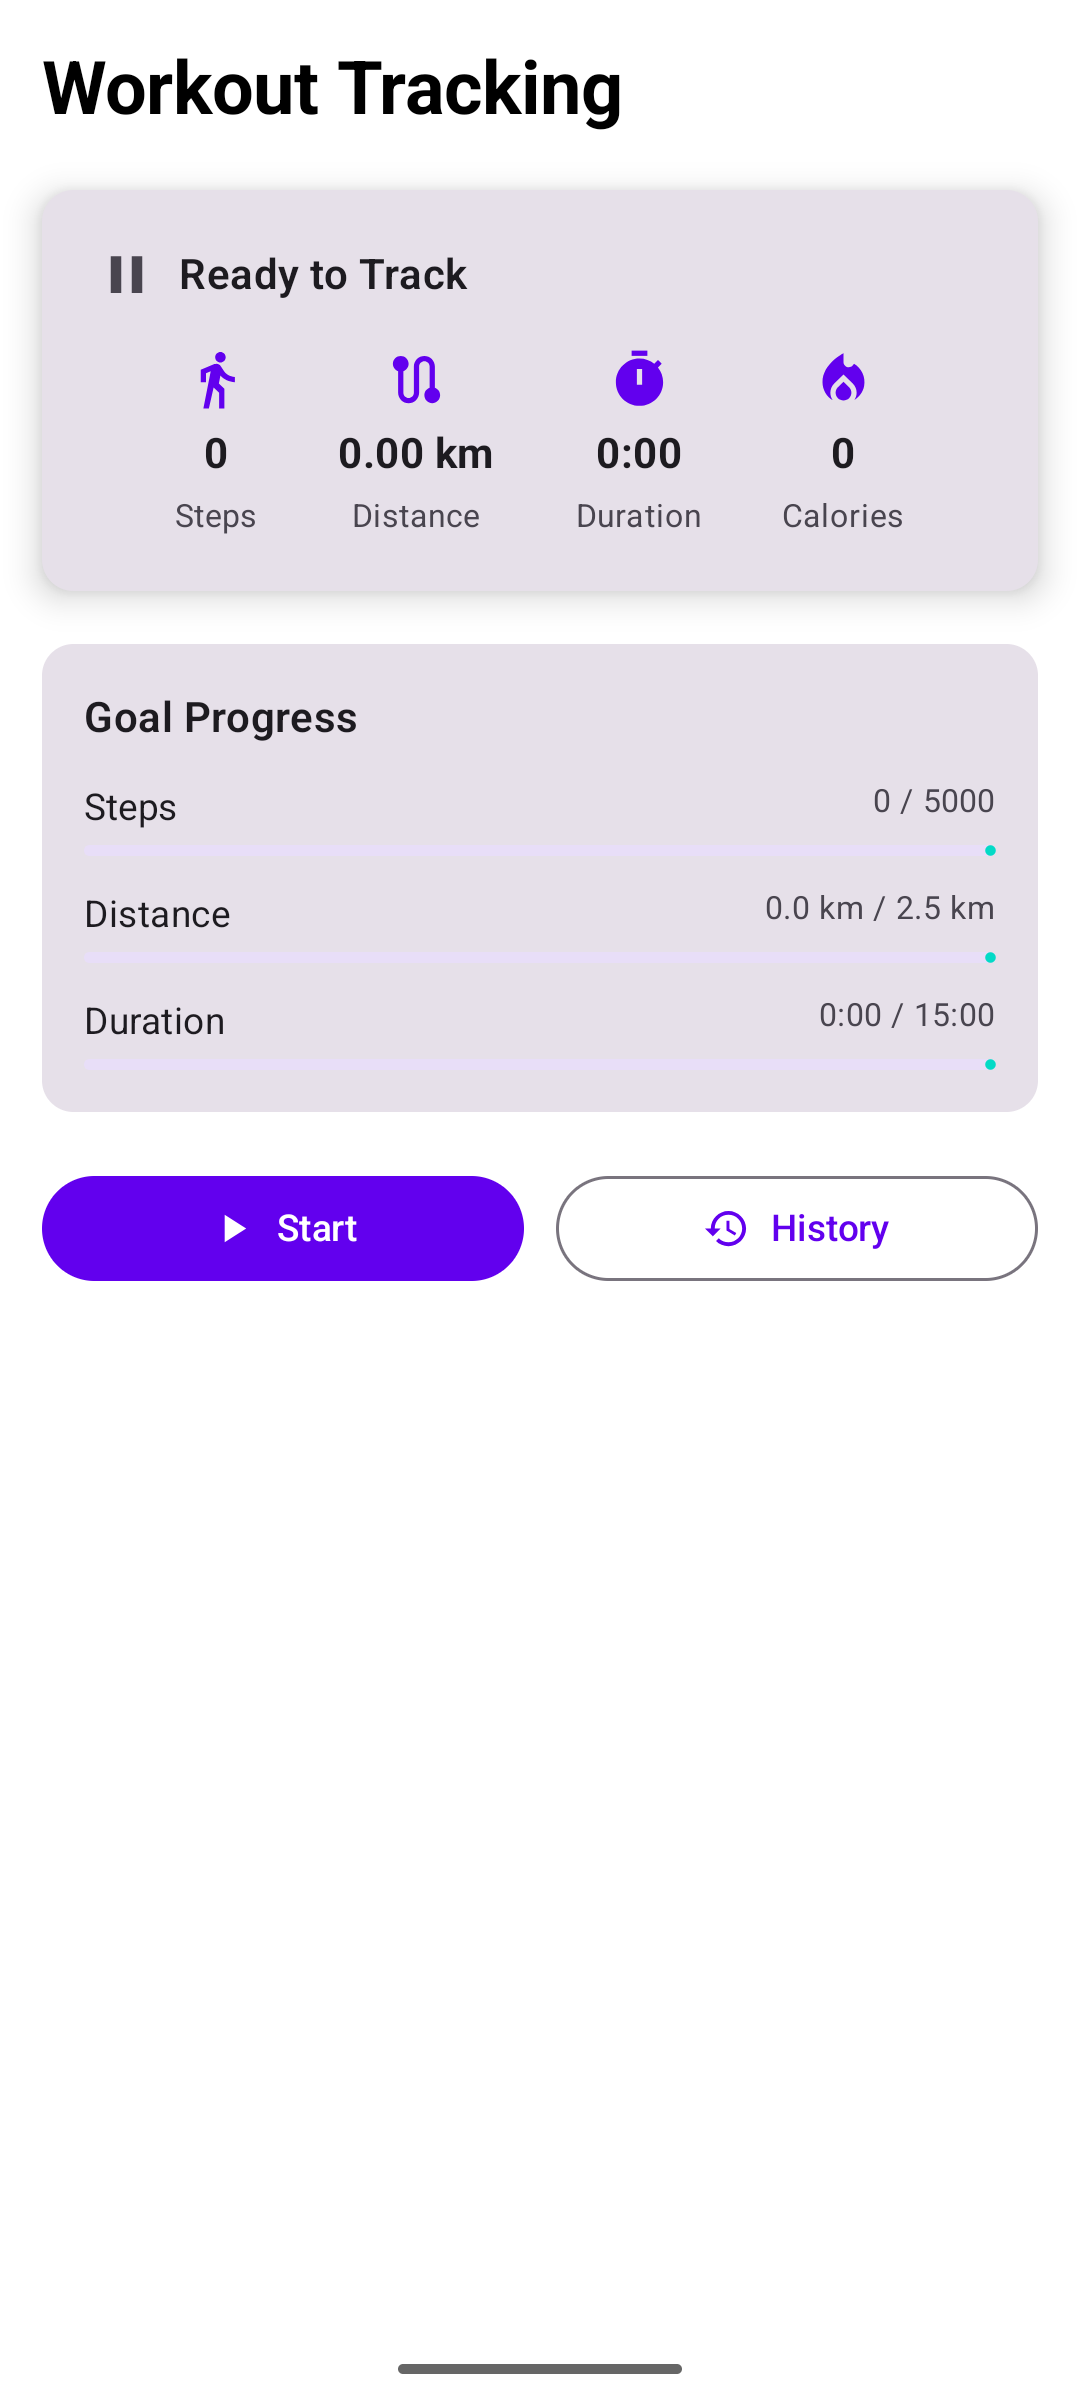 Workout Tracking
Ready to Track
0 0.00 km 0:00 0
Steps Distance Duration Calories
Goal Progress
Steps 0 / 5000
Distance 0.0 km / 2.5 km
Duration 0:00 / 15:00
Start History